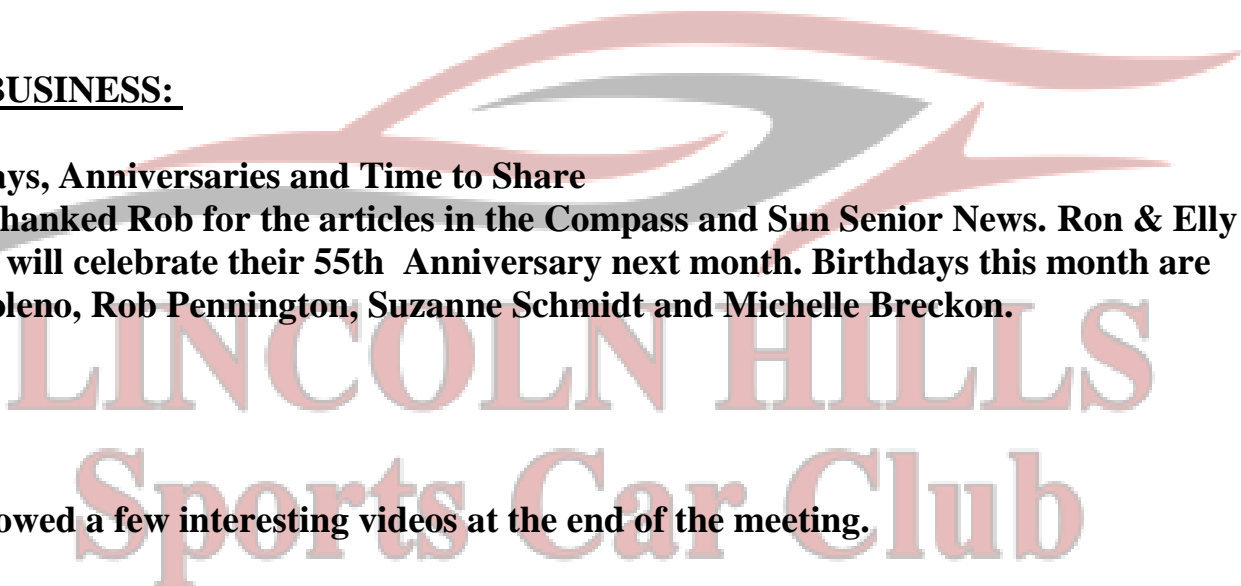 BUSINESS:
ays, Anniversaries and Time to Share
hanked Rob for the articles in the Compass and Sun Senior News. Ron & Elly
will celebrate their 55th Anniversary next month. Birthdays this month are
oleno, Rob Pennington, Suzanne Schmidt and Michelle Breckon.
LINCOLN HILLS
Sports Car Club
owed a few interesting videos at the end of the meeting.